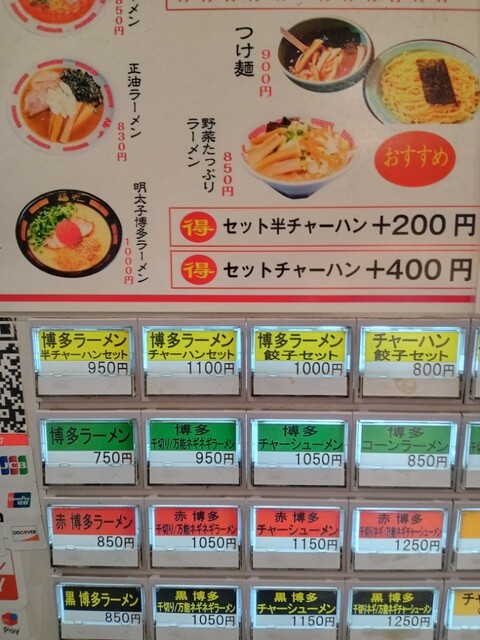 ーメン
850円
正油ラーメン
830円
明太子博多ラーメン
1000円
つけ麺
900円
野菜たっぷり
ラーメン
850円
おすすめ
得 セット半チャーハン+200円
得 セットチャーハン+400円
博多ラーメン
半チャーハンセット
950円
博多ラーメン
チャーハンセット
1100円
博多ラーメン
餃子セット
1000円
チャーハン
餃子セット
800円
博多ラーメン
750円
博多
千切り/万能ネギネギラーメン
950円
博多
チャーシューメン
1050円
博多
コーンラーメン
850円
赤 博多ラーメン
850円
赤 博多
千切り/万能ネギネギラーメン
1050円
赤 博多
チャーシューメン
1150円
赤 博多
千切り/万能ネギチャーシューメン
1250円
黒 博多ラーメン
850円
黒 博多
千切り/万能ネギネギラーメン
1050円
黒 博多
チャーシューメン
1150円
黒 博多
千切りネギ/万能ネギチャシューメン
1250円
チャ
JCB
DISCOVER
Pay